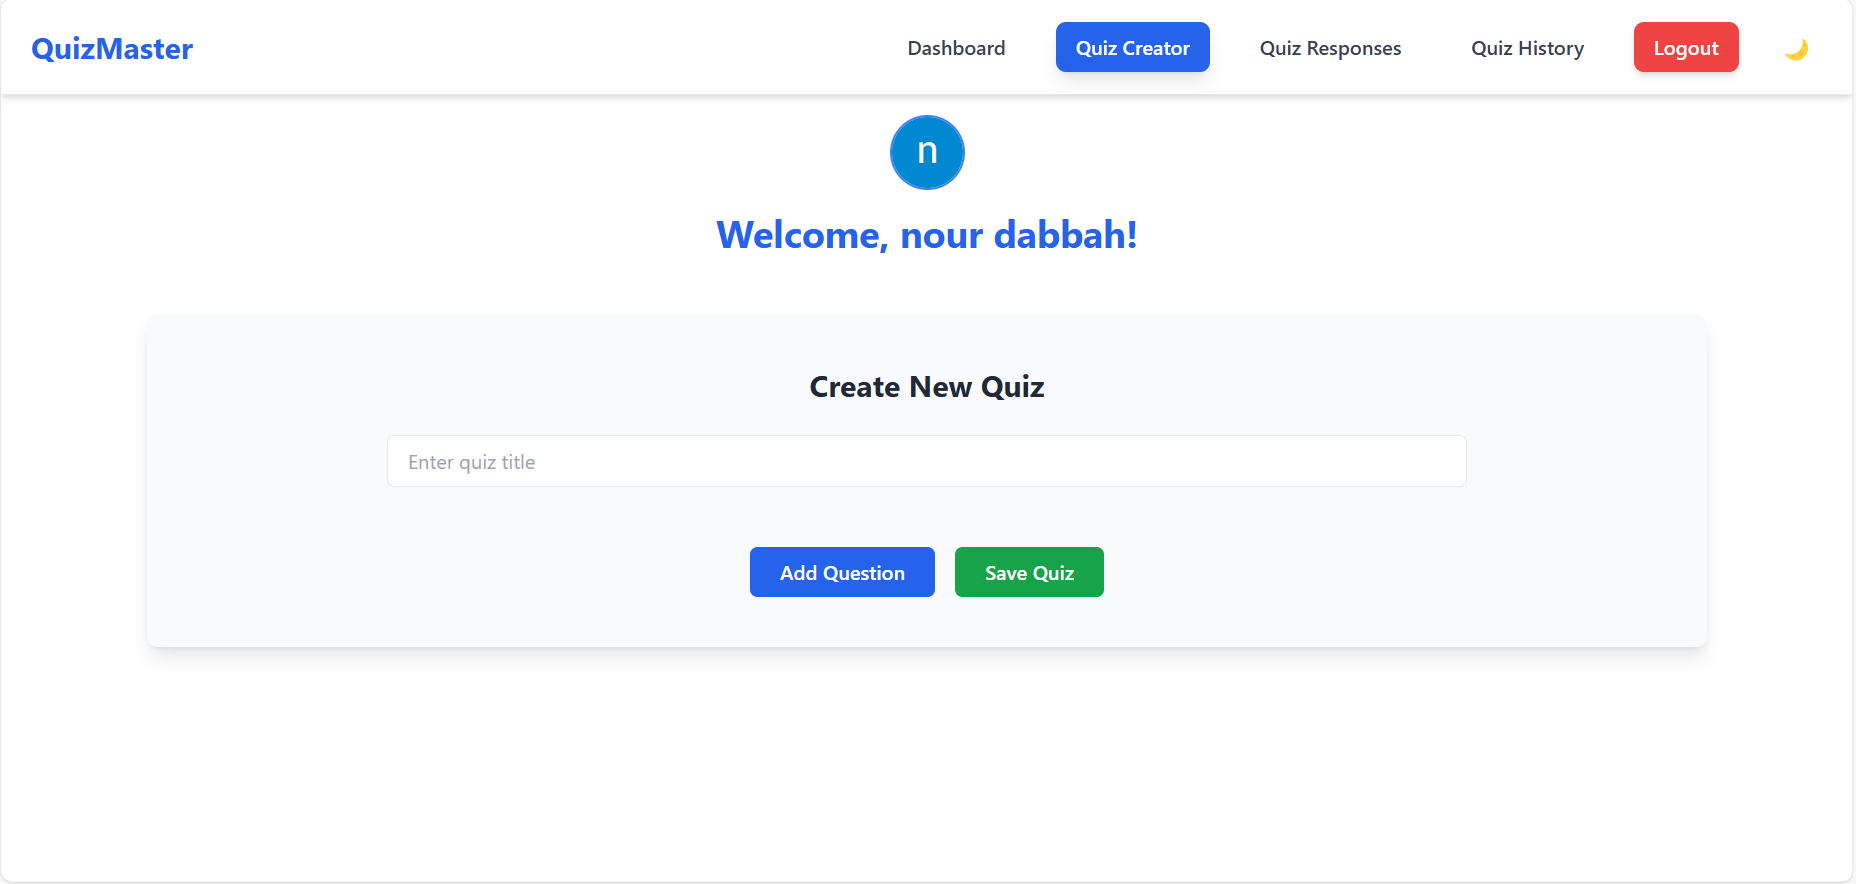 QuizMaster Dashboard Quiz Creator Quiz Responses Quiz History Logout
n
Welcome, nour dabbah!
Create New Quiz
Enter quiz title
Add Question Save Quiz